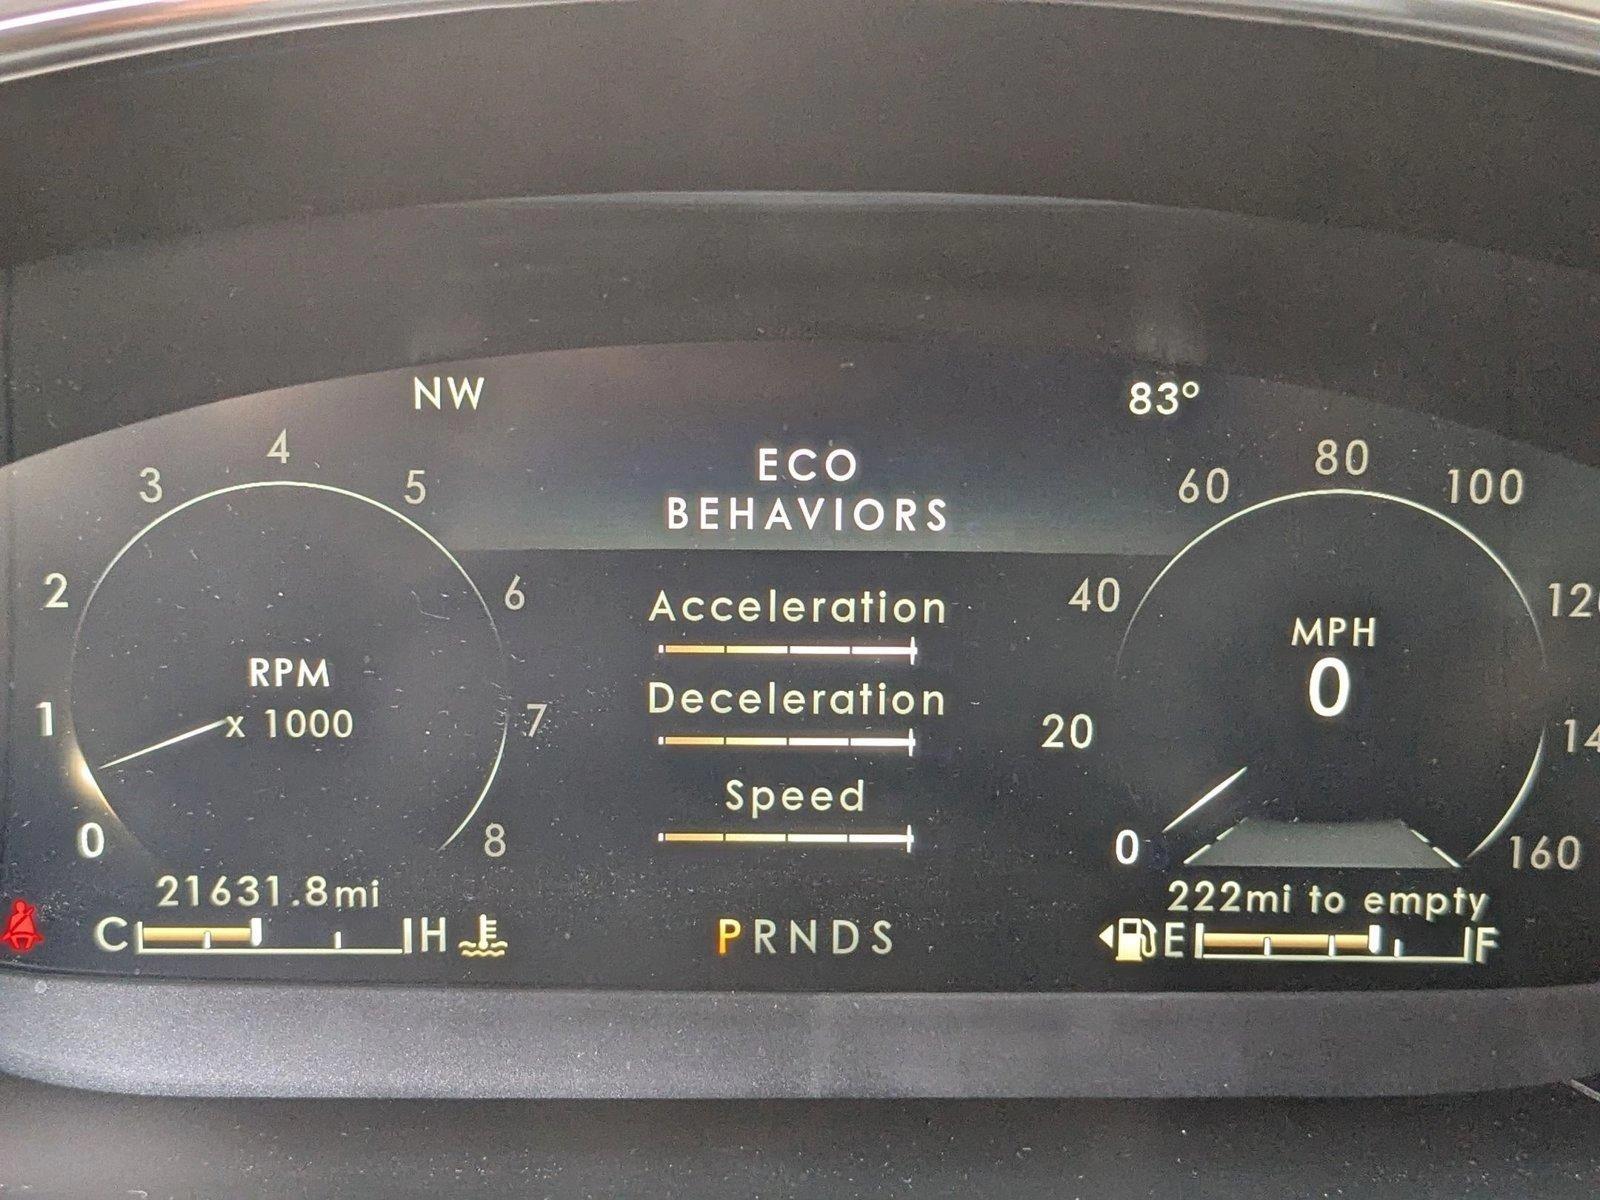 NW
83°
ECO
BEHAVIORS
Acceleration
Deceleration
Speed
0
1
2
3
4
5
6
7
8
RPM
x 1000
0
20
40
60
80
100
160
MPH
0
21631.8mi
C H
PRNDS
222mi to empty
E F